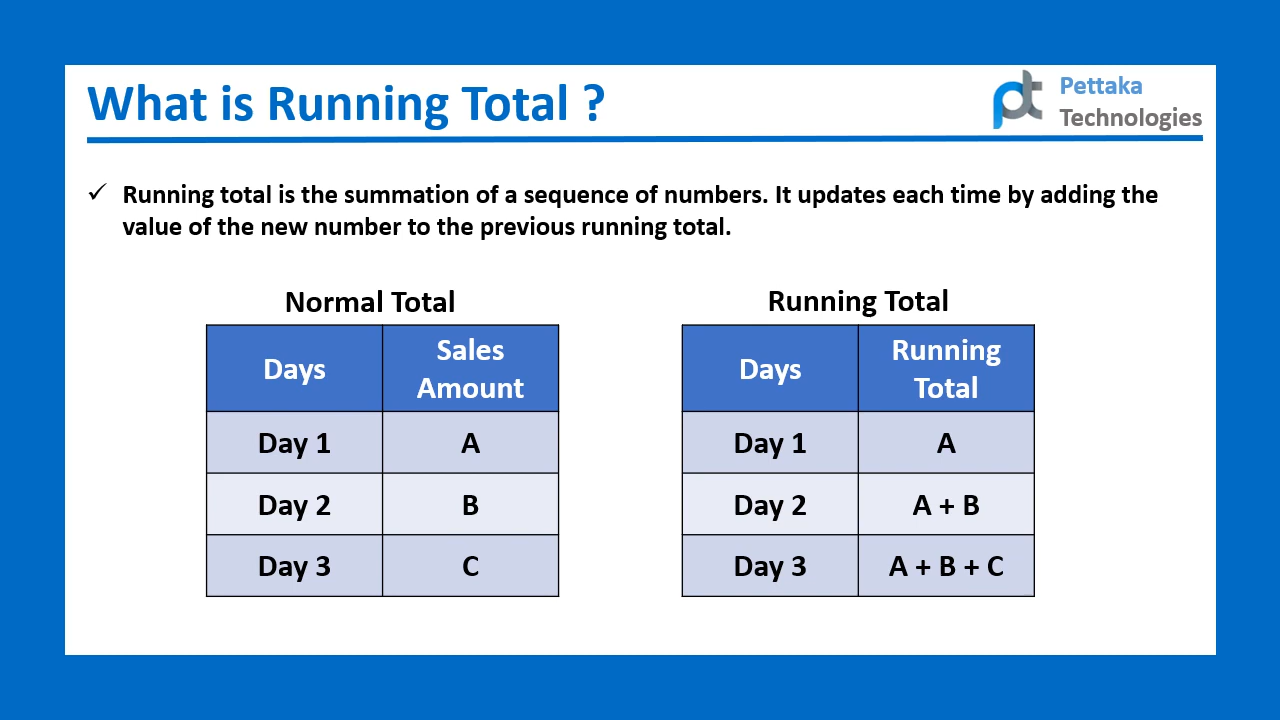 What is Running Total ?
Pettaka
Technologies
✓ Running total is the summation of a sequence of numbers. It updates each time by adding the
value of the new number to the previous running total.
Normal Total
Days Sales Amount
Day 1 A
Day 2 B
Day 3 C
Running Total
Days Running Total
Day 1 A
Day 2 A + B
Day 3 A + B + C